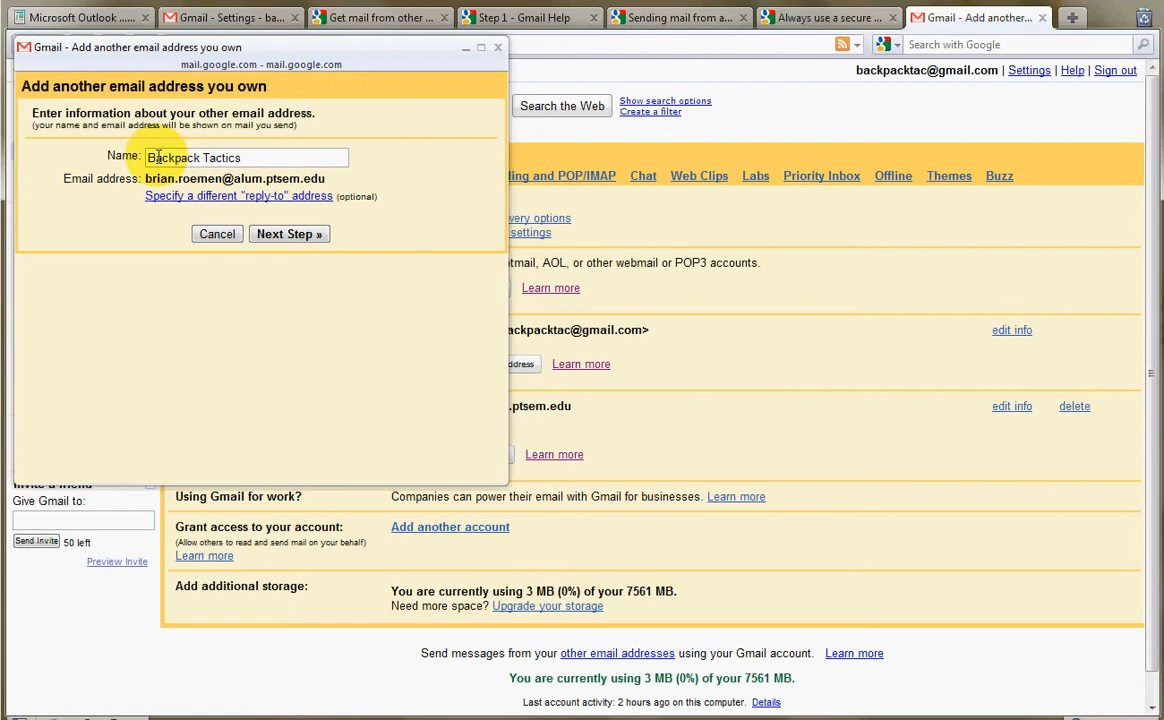 Microsoft Outlook ......
Gmail - Settings - ba...
Get mail from other ...
Step 1 - Gmail Help
Sending mail from a...
Always use a secure ...
Gmail - Add another...
Gmail - Add another email address you own
mail.google.com - mail.google.com
Search with Google
backpacktac@gmail.com | Settings | Help | Sign out
Add another email address you own
Search the Web
Show search options
Create a filter
Enter information about your other email address.
(your name and email address will be shown on mail you send)
Name: Backpack Tactics
Email address: brian.roemen@alum.ptsem.edu
Specify a different "reply-to" address (optional)
Cancel
Next Step »
ding and POP/IMAP Chat Web Clips Labs Priority Inbox Offline Themes Buzz
very options
settings
otmail, AOL, or other webmail or POP3 accounts.
Learn more
ackpacktac@gmail.com>
edit info
ddress
Learn more
.ptsem.edu
edit info
delete
Learn more
Give Gmail to:
Send Invite 50 left
Preview Invite
Using Gmail for work? Companies can power their email with Gmail for businesses. Learn more
Grant access to your account: Add another account
(Allow others to read and send mail on your behalf)
Learn more
Add additional storage: You are currently using 3 MB (0%) of your 7561 MB.
Need more space? Upgrade your storage
Send messages from your other email addresses using your Gmail account. Learn more
You are currently using 3 MB (0%) of your 7561 MB.
Last account activity: 2 hours ago on this computer. Details